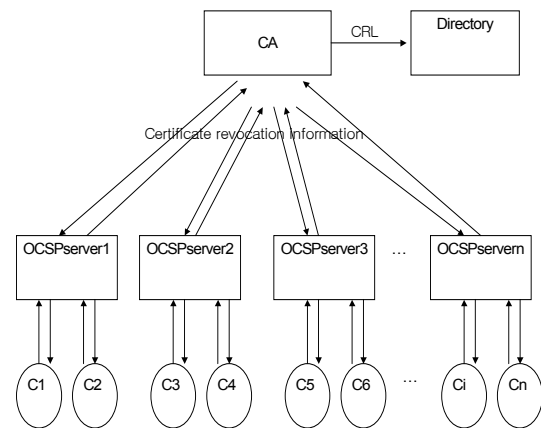 CA
CRL
Directory
Certificate revocation information
OCSPserver1
OCSPserver2
OCSPserver3
...
OCSPservern
C1
C2
C3
C4
C5
C6
...
Ci
Cn